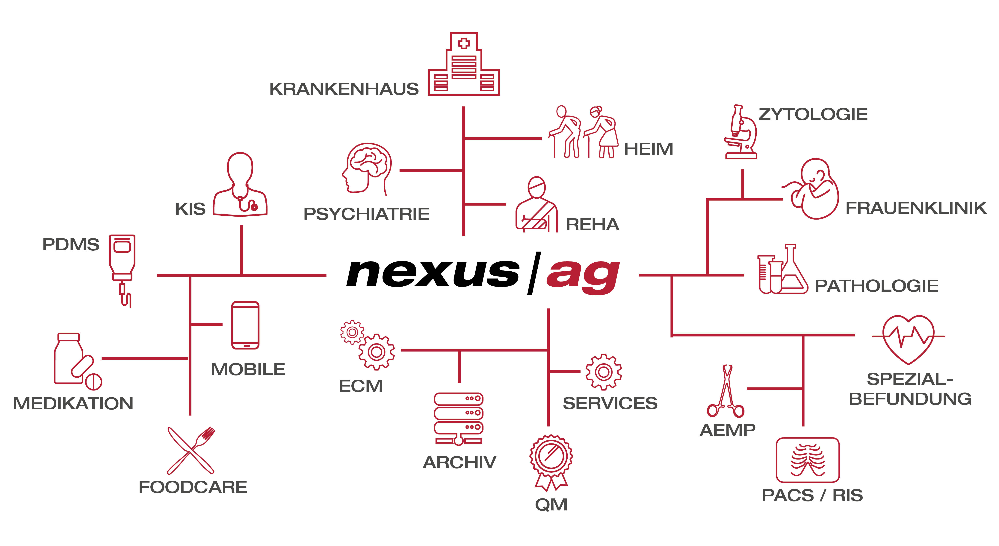 KRANKENHAUS
ZYTOLOGIE
HEIM
KIS
PSYCHIATRIE
FRAUENKLINIK
REHA
PDMS
nexus|ag
PATHOLOGIE
MOBILE
ECM
SPEZIAL-
BEFUNDUNG
MEDIKATION
SERVICES
AEMP
ARCHIV
FOODCARE
PACS / RIS
QM